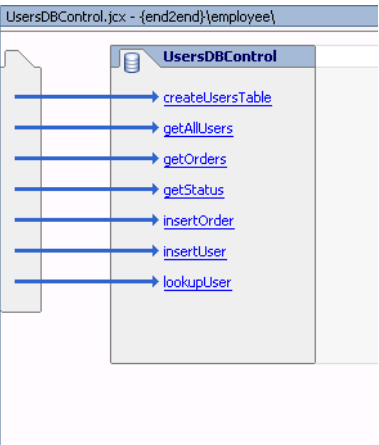 UsersDBControl.jcx - {end2end}\employee\
UsersDBControl
createUsersTable
getAllUsers
getOrders
getStatus
insertOrder
insertUser
lookupUser